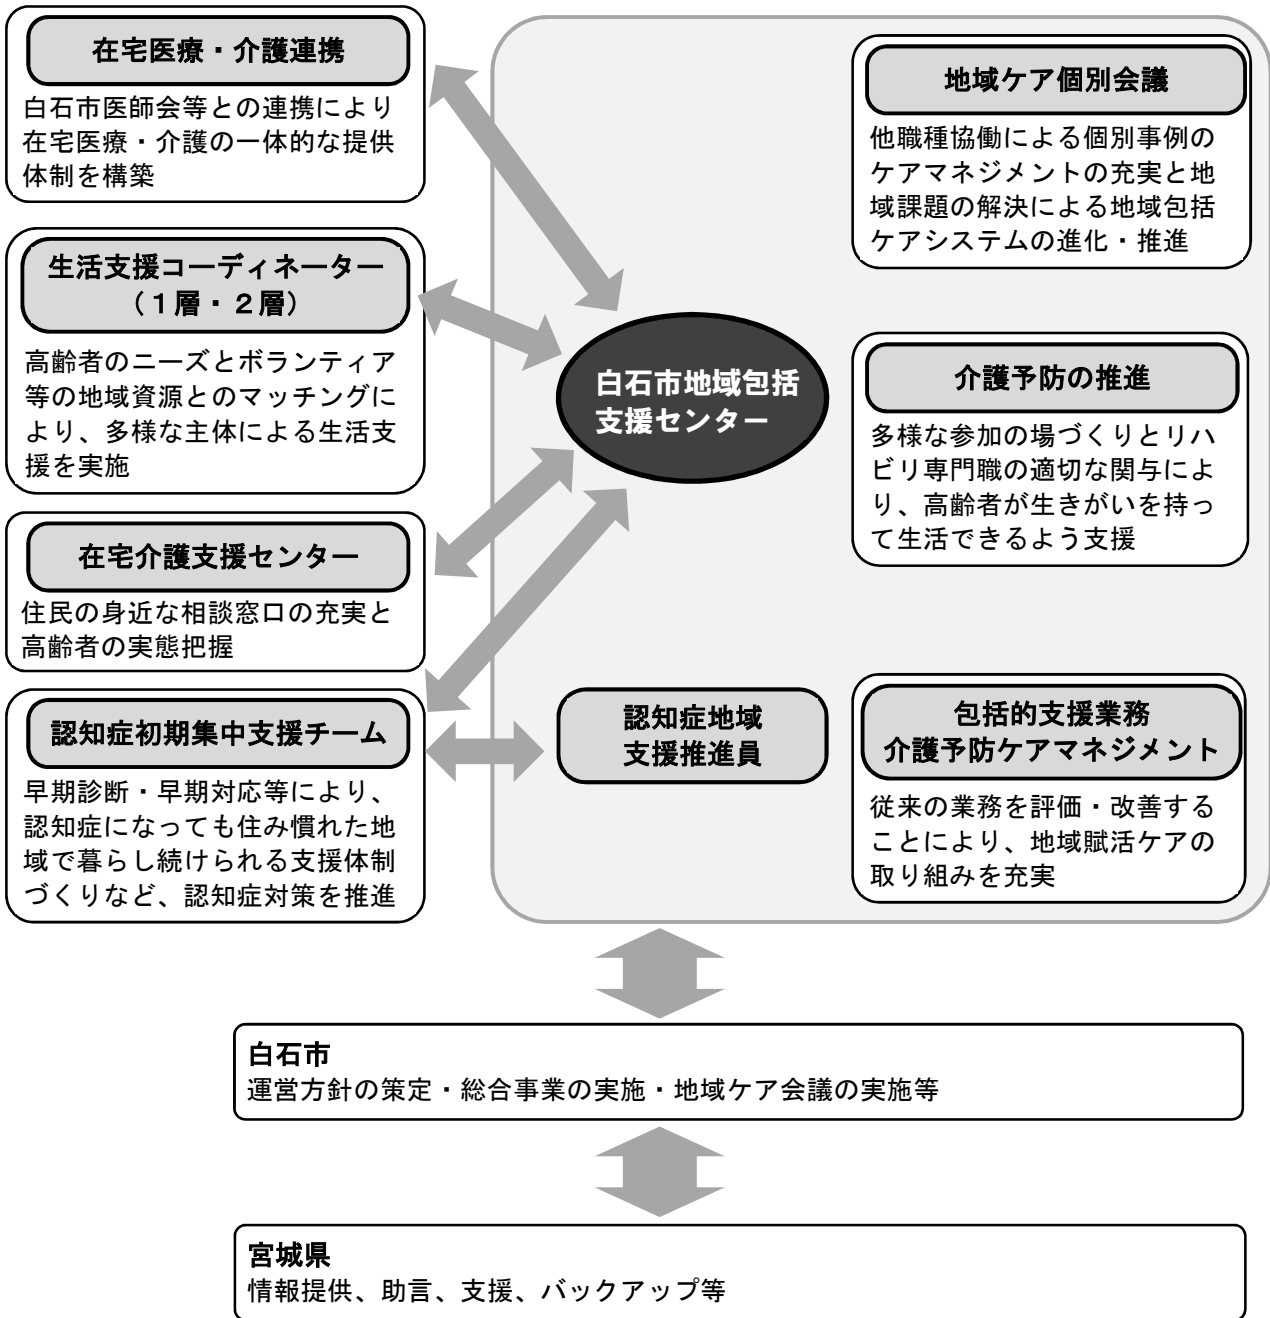 在宅医療・介護連携
白石市医師会等との連携により
在宅医療・介護の一体的な提供
体制を構築
生活支援コーディネーター
（１層・２層）
高齢者のニーズとボランティア
等の地域資源とのマッチングに
より、多様な主体による生活支
援を実施
在宅介護支援センター
住民の身近な相談窓口の充実と
高齢者の実態把握
認知症初期集中支援チーム
早期診断・早期対応等により、
認知症になっても住み慣れた地
域で暮らし続けられる支援体制
づくりなど、認知症対策を推進
白石市地域包括
支援センター
認知症地域
支援推進員
地域ケア個別会議
他職種協働による個別事例の
ケアマネジメントの充実と地
域課題の解決による地域包括
ケアシステムの進化・推進
介護予防の推進
多様な参加の場づくりとリハ
ビリ専門職の適切な関与によ
り、高齢者が生きがいを持っ
て生活できるよう支援
包括的支援業務
介護予防ケアマネジメント
従来の業務を評価・改善する
ことにより、地域賦活ケアの
取り組みを充実
白石市
運営方針の策定・総合事業の実施・地域ケア会議の実施等
宮城県
情報提供、助言、支援、バックアップ等